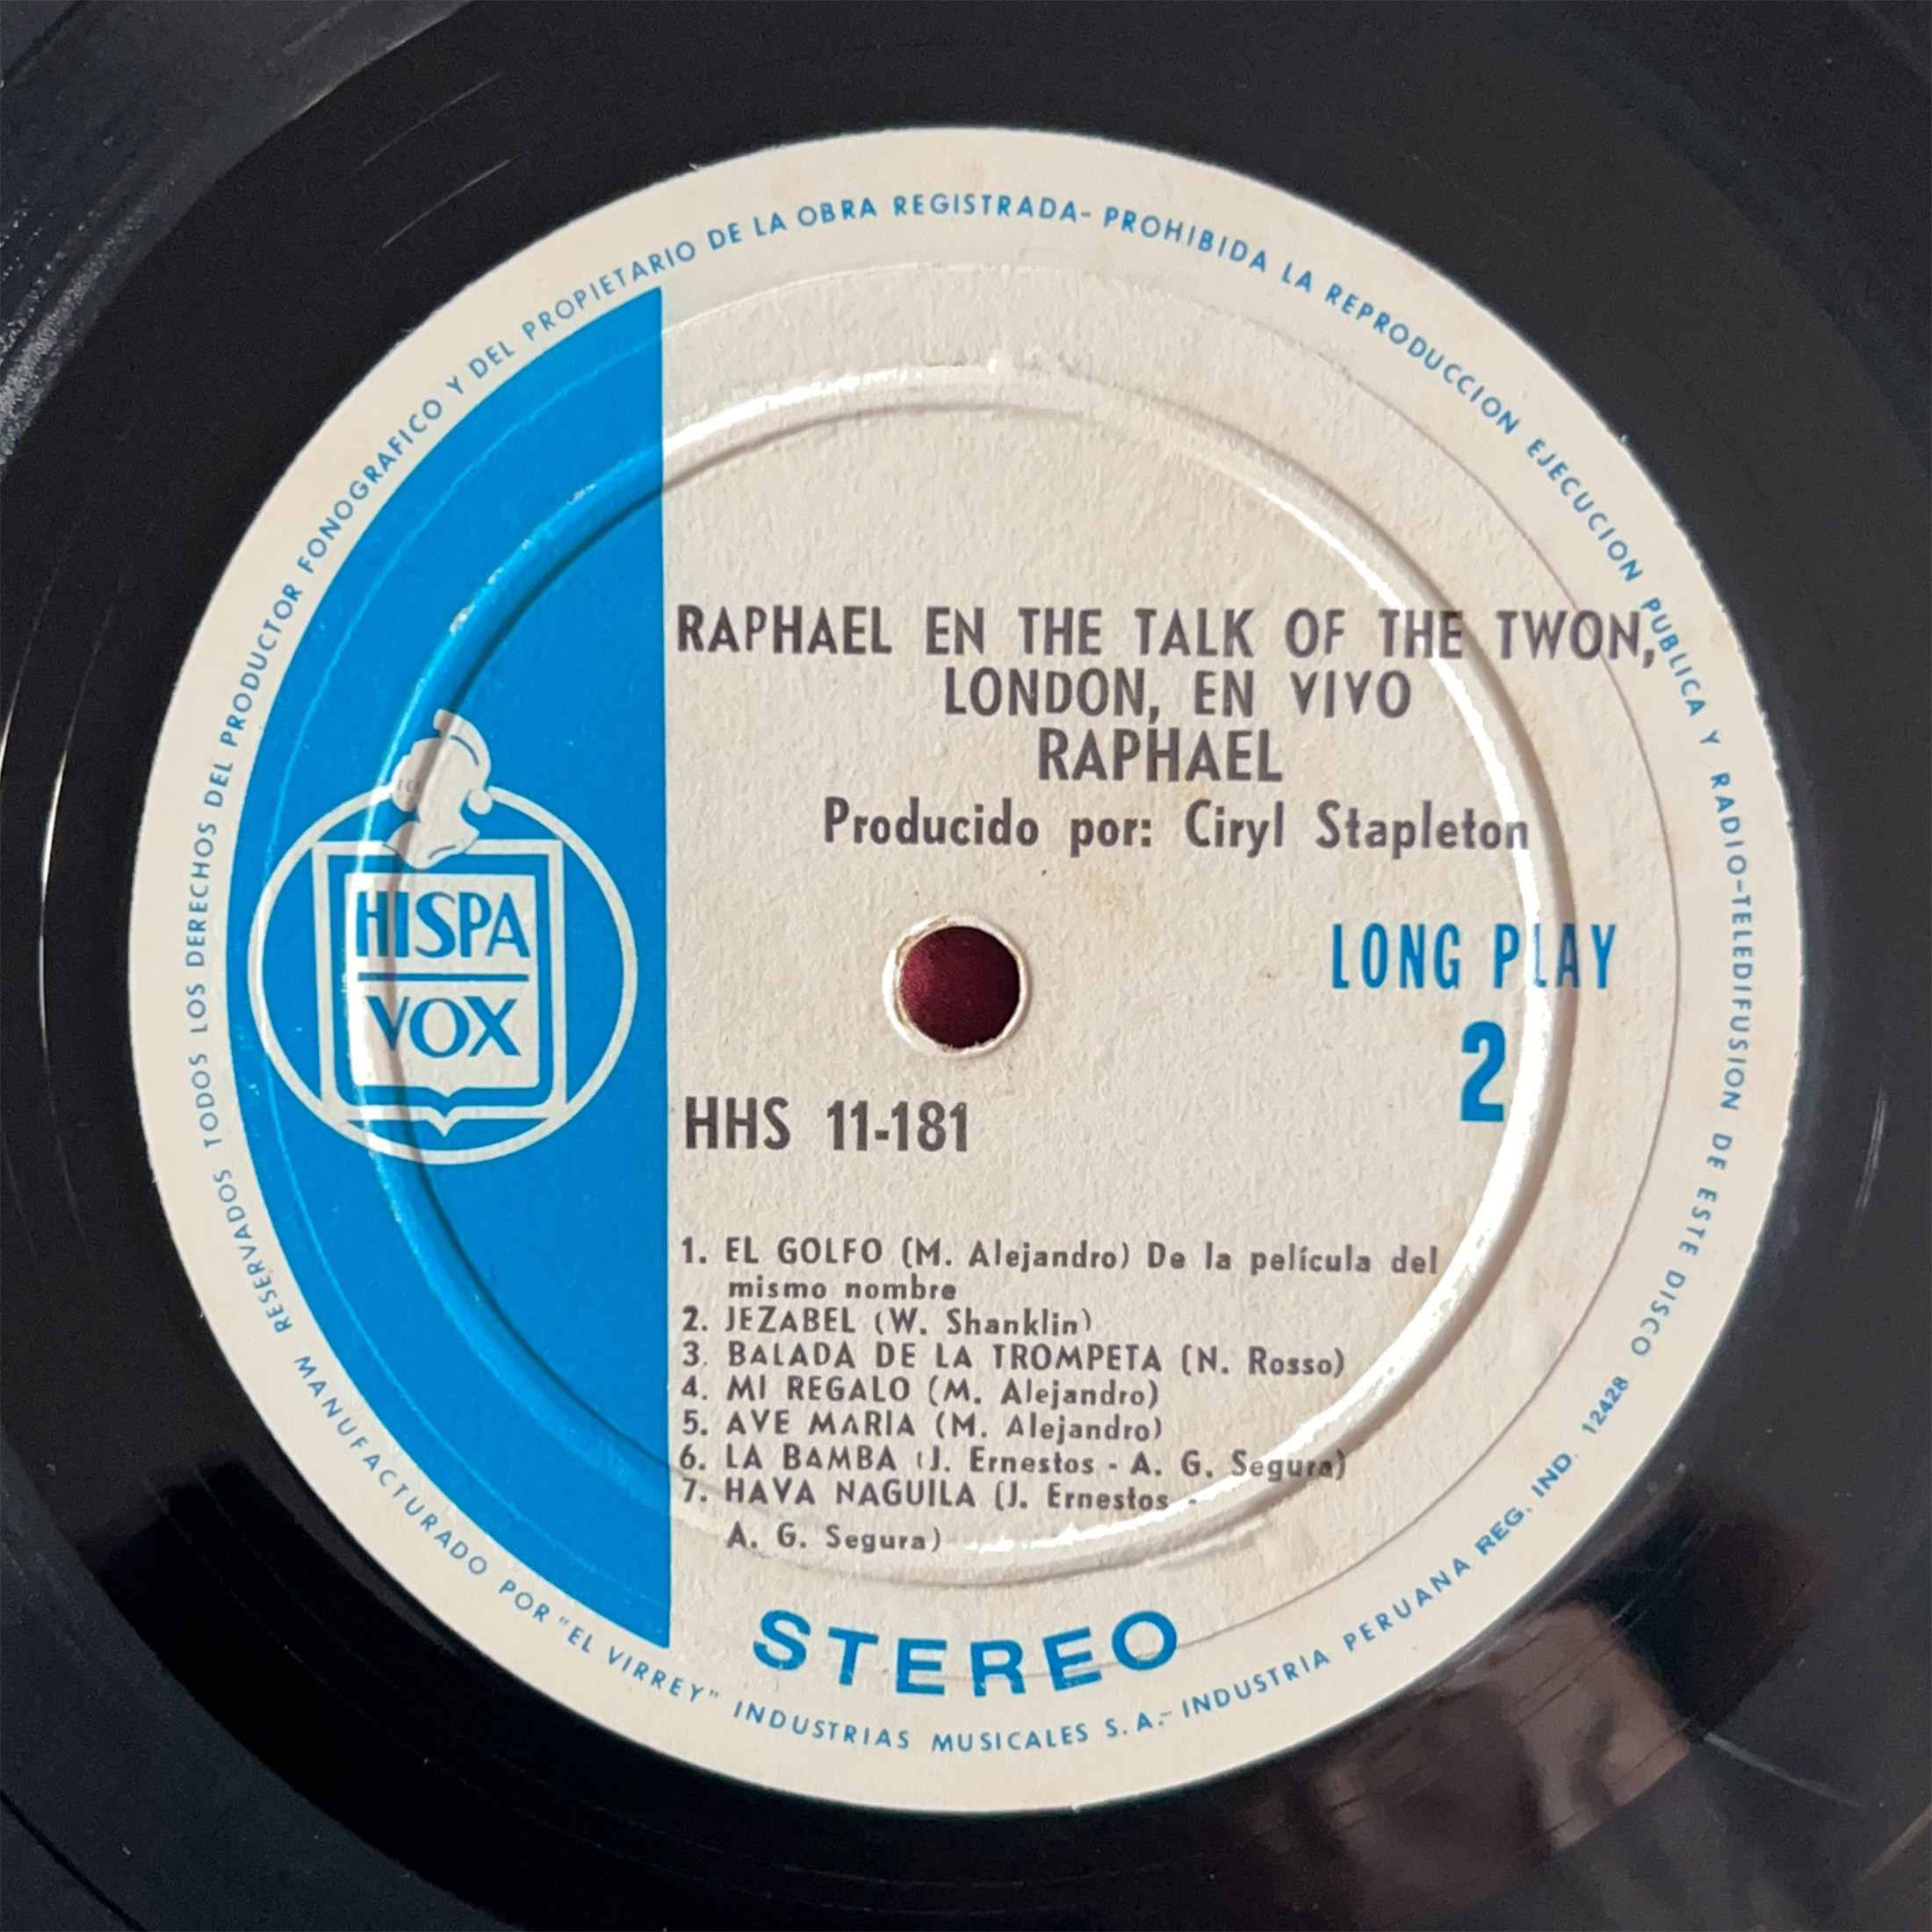 RESERVADOS TODOS LOS DERECHOS DEL PRODUCTOR FONOGRAFICO Y DEL PROPIETARIO DE LA OBRA REGISTRADA- PROHIBIDA LA REPRODUCCION EJECUCION PUBLICA Y RADIO-TELEDIFUSION DE ESTE DISCO
RAPHAEL EN THE TALK OF THE TWON,
LONDON, EN VIVO
RAPHAEL
Producido por: Ciryl Stapleton
HISPA
VOX
LONG PLAY
2
HHS 11-181
1. EL GOLFO (M. Alejandro) De la película del
mismo nombre
2. JEZABEL (W. Shanklin)
3. BALADA DE LA TROMPETA (N. Rosso)
4. MI REGALO (M. Alejandro)
5. AVE MARIA (M. Alejandro)
6. LA BAMBA (J. Ernestos - A. G. Segura)
7. HAVA NAGUILA (J. Ernestos -
A. G. Segura)
STEREO
MANUFACTURADO POR "EL VIRREY" INDUSTRIAS MUSICALES S.A.- INDUSTRIA PERUANA REG. IND. 12428